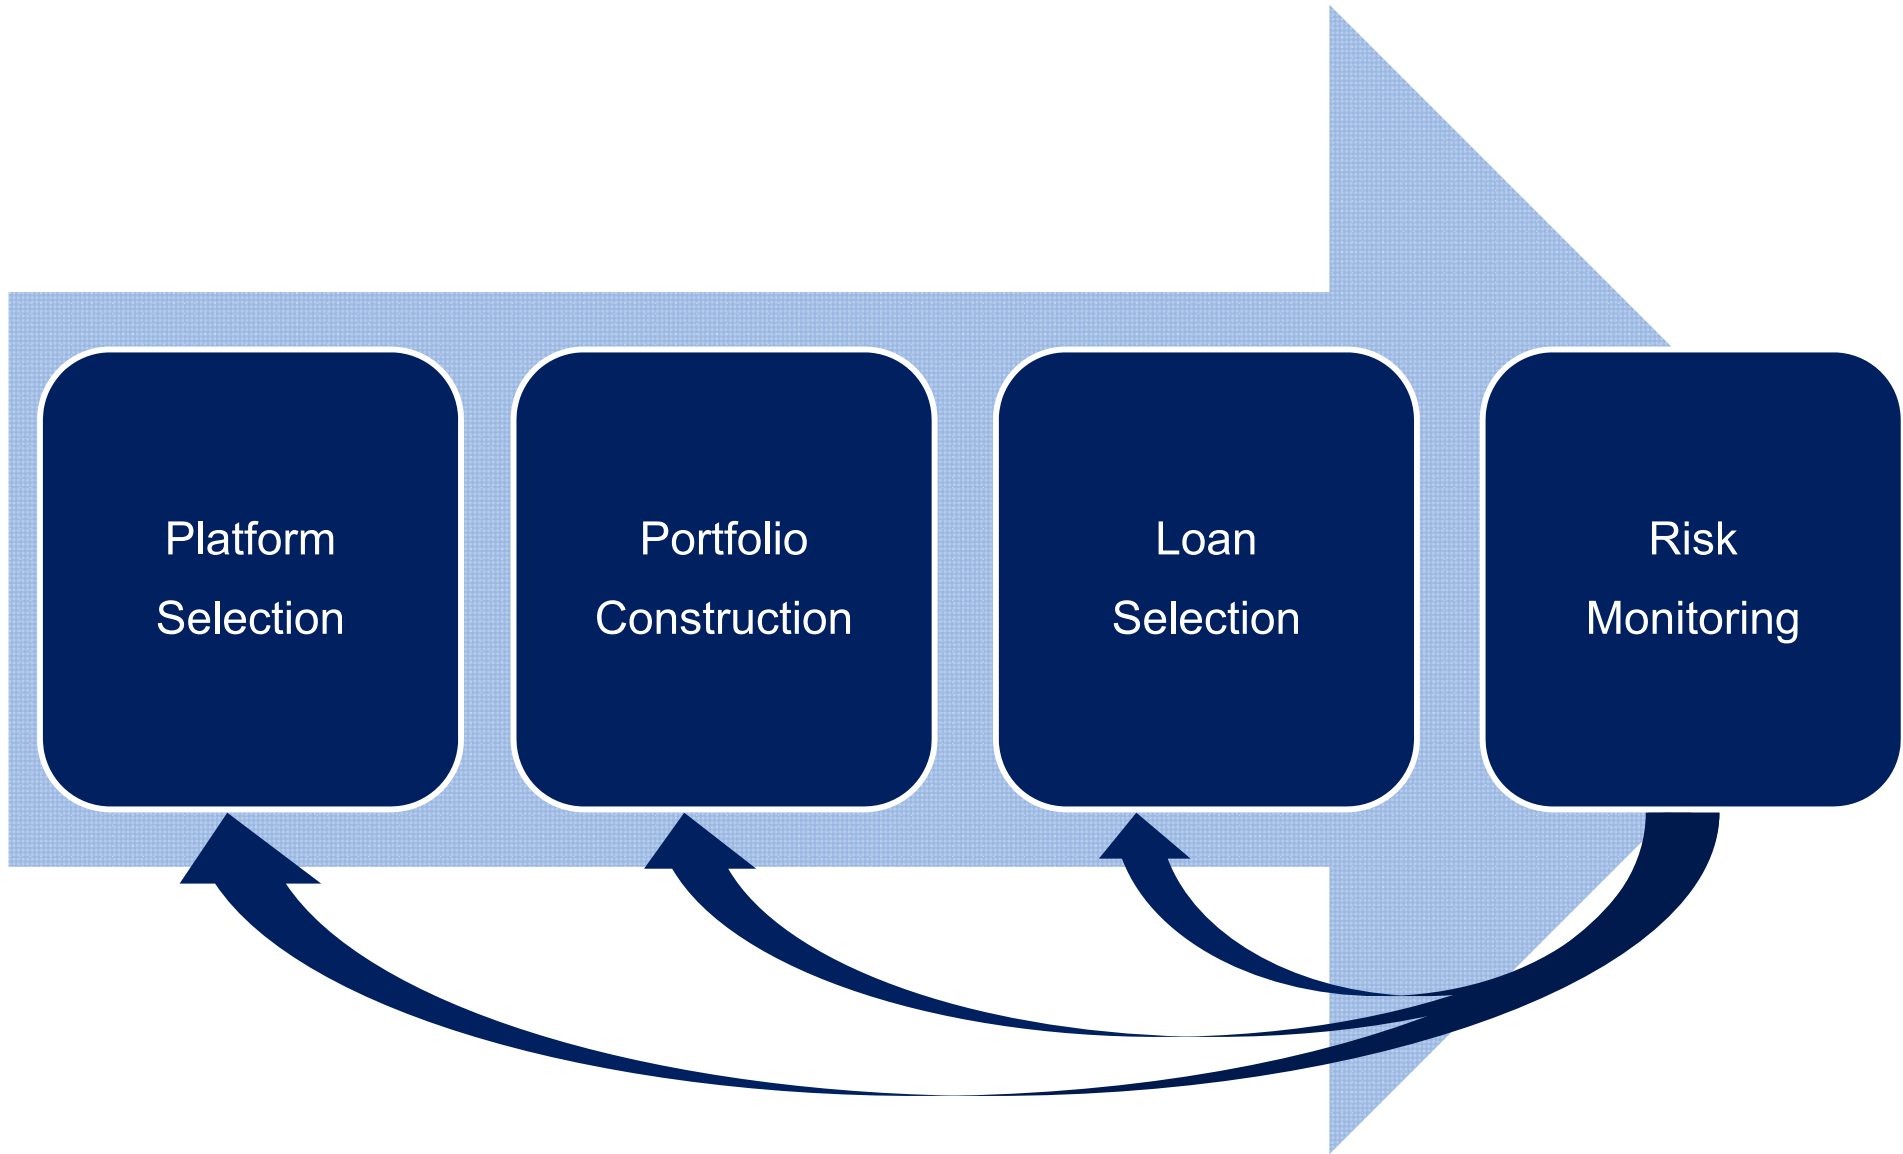 Platform
Selection
Portfolio
Construction
Loan
Selection
Risk
Monitoring